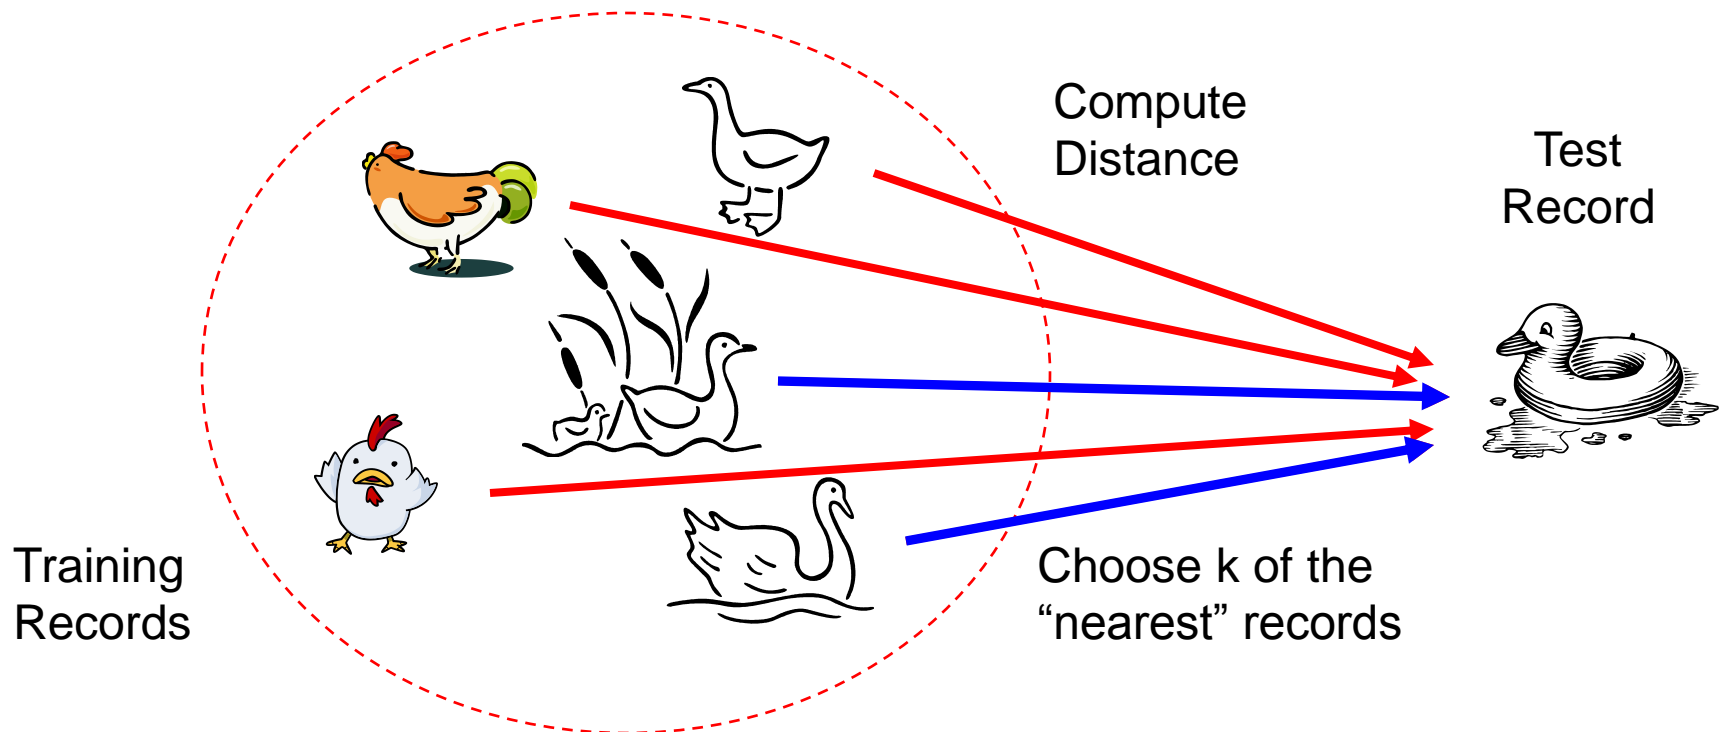 Compute
Distance
Test
Record
Training
Records
Choose k of the
“nearest” records